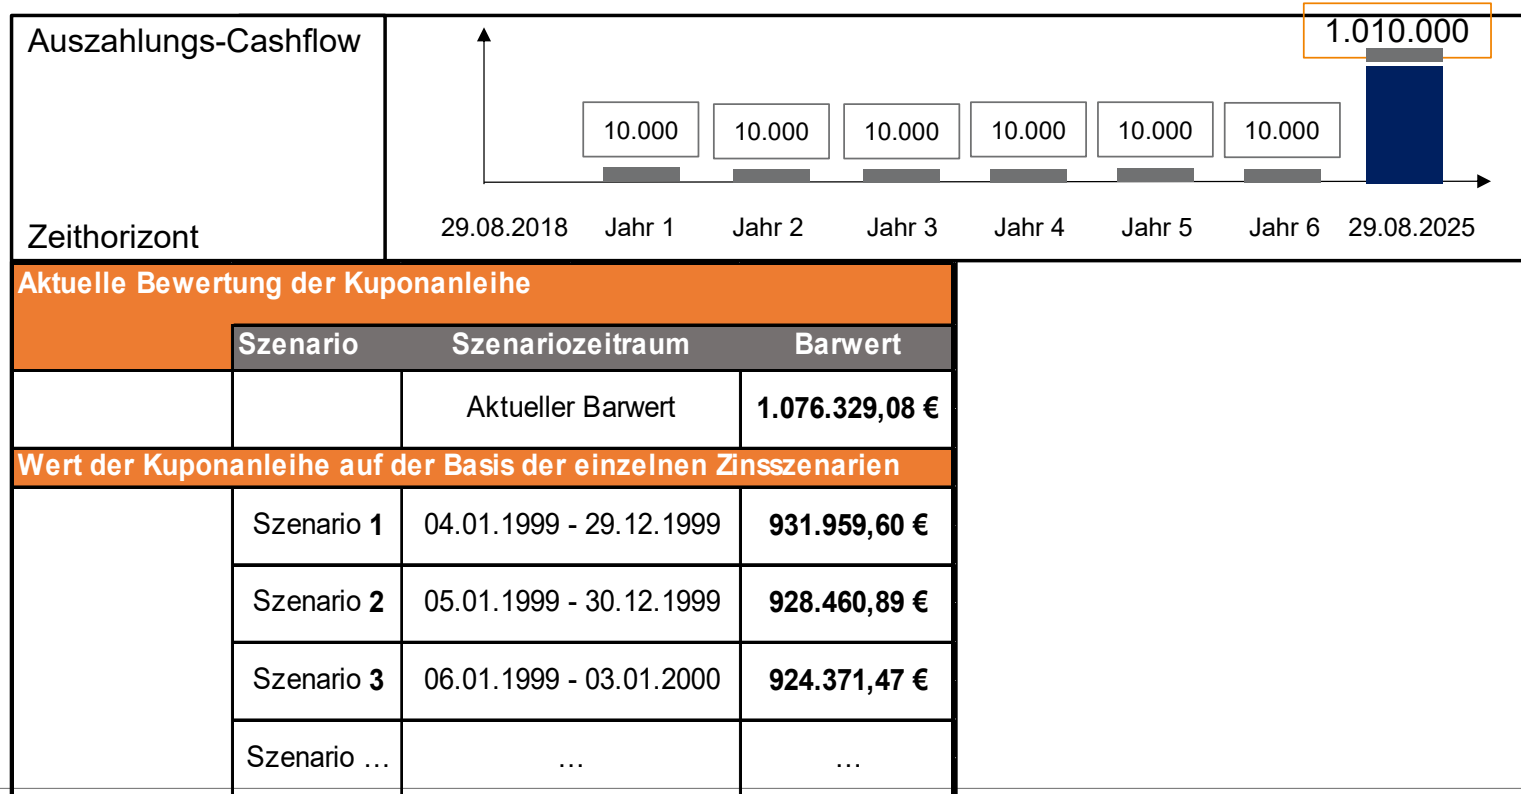 Auszahlungs-Cashflow
1.010.000
10.000 10.000 10.000 10.000 10.000 10.000
Zeithorizont
29.08.2018 Jahr 1 Jahr 2 Jahr 3 Jahr 4 Jahr 5 Jahr 6 29.08.2025
Aktuelle Bewertung der Kuponanleihe
Szenario Szenariozeitraum Barwert
Aktueller Barwert 1.076.329,08 €
Wert der Kuponanleihe auf der Basis der einzelnen Zinsszenarien
Szenario 1 04.01.1999 - 29.12.1999 931.959,60 €
Szenario 2 05.01.1999 - 30.12.1999 928.460,89 €
Szenario 3 06.01.1999 - 03.01.2000 924.371,47 €
Szenario … … …